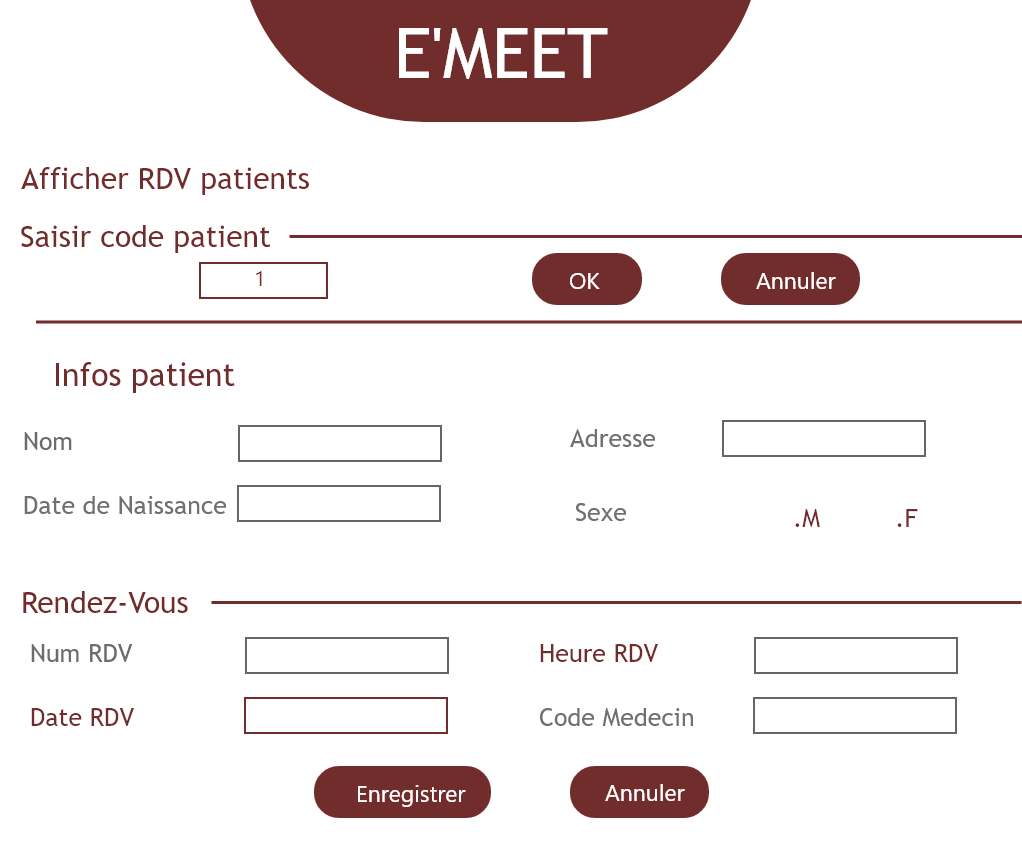 E'MEET
Afficher RDV patients
Saisir code patient
1 OK Annuler
Infos patient
Nom Adresse
Date de Naissance Sexe .M .F
Rendez-Vous
Num RDV Heure RDV
Date RDV Code Medecin
Enregistrer Annuler